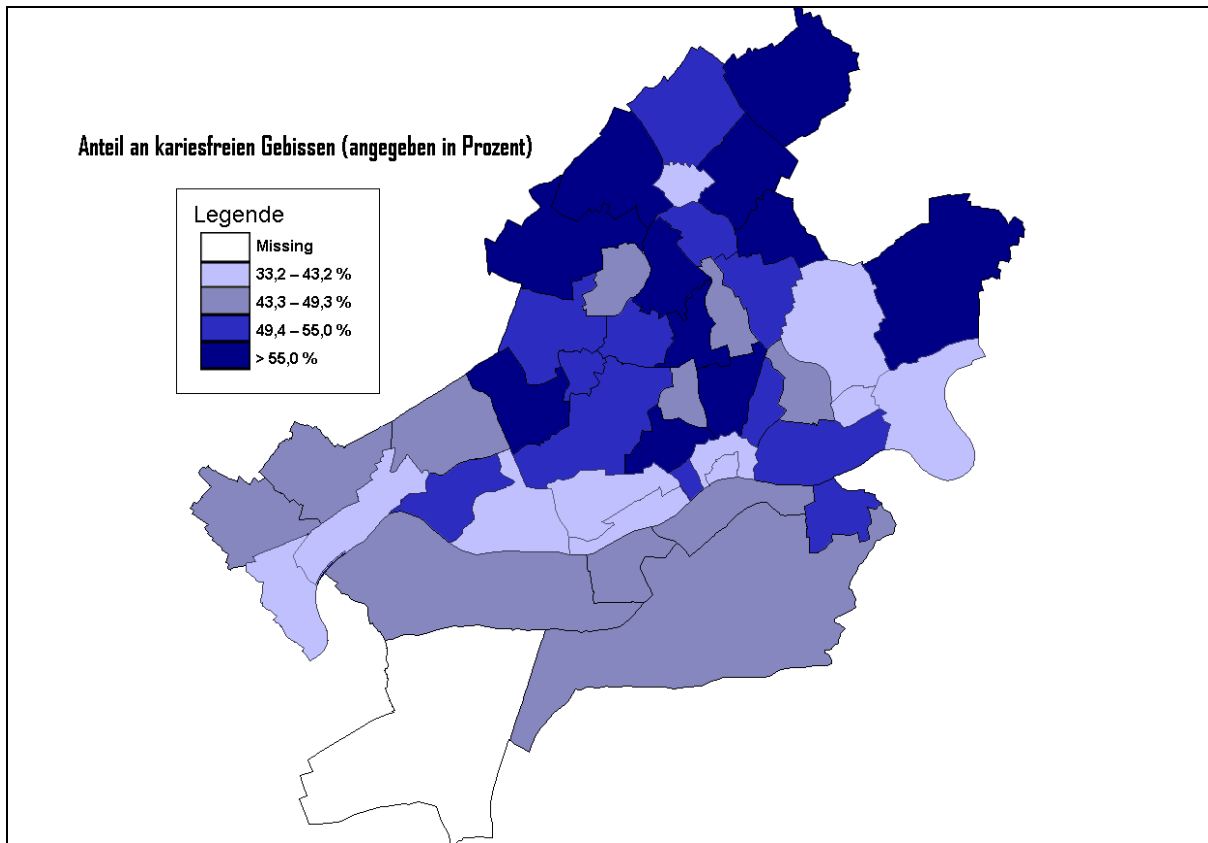 Anteil an kariesfreien Gebissen (angegeben in Prozent)
Legende
Missing
33,2 – 43,2 %
43,3 – 49,3 %
49,4 – 55,0 %
> 55,0 %